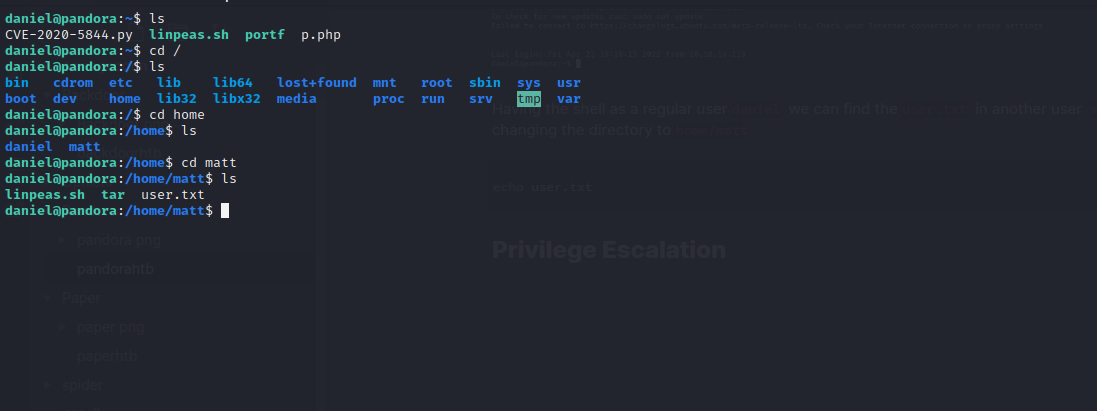 daniel@pandora:~$ ls
CVE-2020-5844.py linpeas.sh portf p.php
daniel@pandora:~$ cd /
daniel@pandora:/$ ls
bin cdrom etc lib lib64 lost+found mnt root sbin sys usr
boot dev home lib32 libx32 media proc run srv tmp var
daniel@pandora:/$ cd home
Having the shell as a regular user we can find the in another user
daniel@pandora:/home$ ls
changing the directory to
daniel matt
daniel@pandora:/home$ cd matt
daniel@pandora:/home/matt$ ls
linpeas.sh tar user.txt
echo user.txt
daniel@pandora:/home/matt$
pandora png
Privilege Escalation
pandorahtb
Paper
paper png
paperhtb
spider